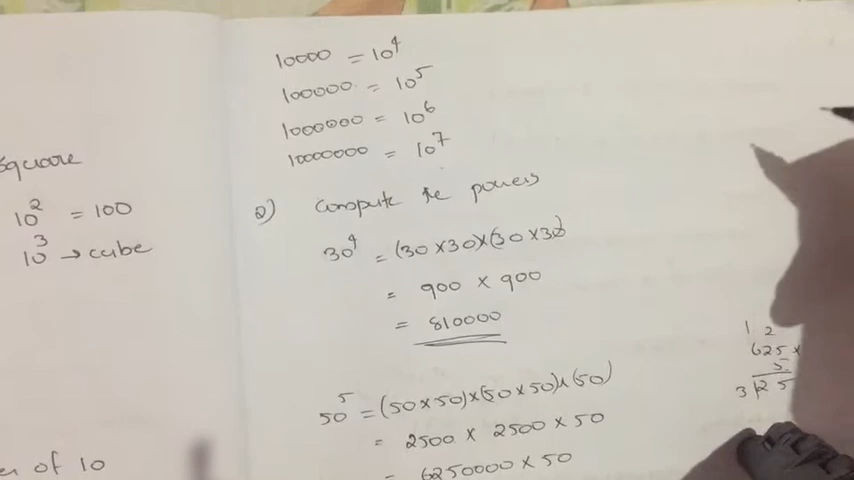 Square
10² = 100
10³ → cube
of 10
10000 = 10⁴
100000 = 10⁵
1000000 = 10⁶
10000000 = 10⁷
2) Compute the powers
30⁴ = (30 × 30) × (30 × 30)
= 900 × 900
= 810000
50⁵ = (50 × 50) × (50 × 50) × (50)
= 2500 × 2500 × 50
= 6250000 × 50
1 2
625 ×
5
3125